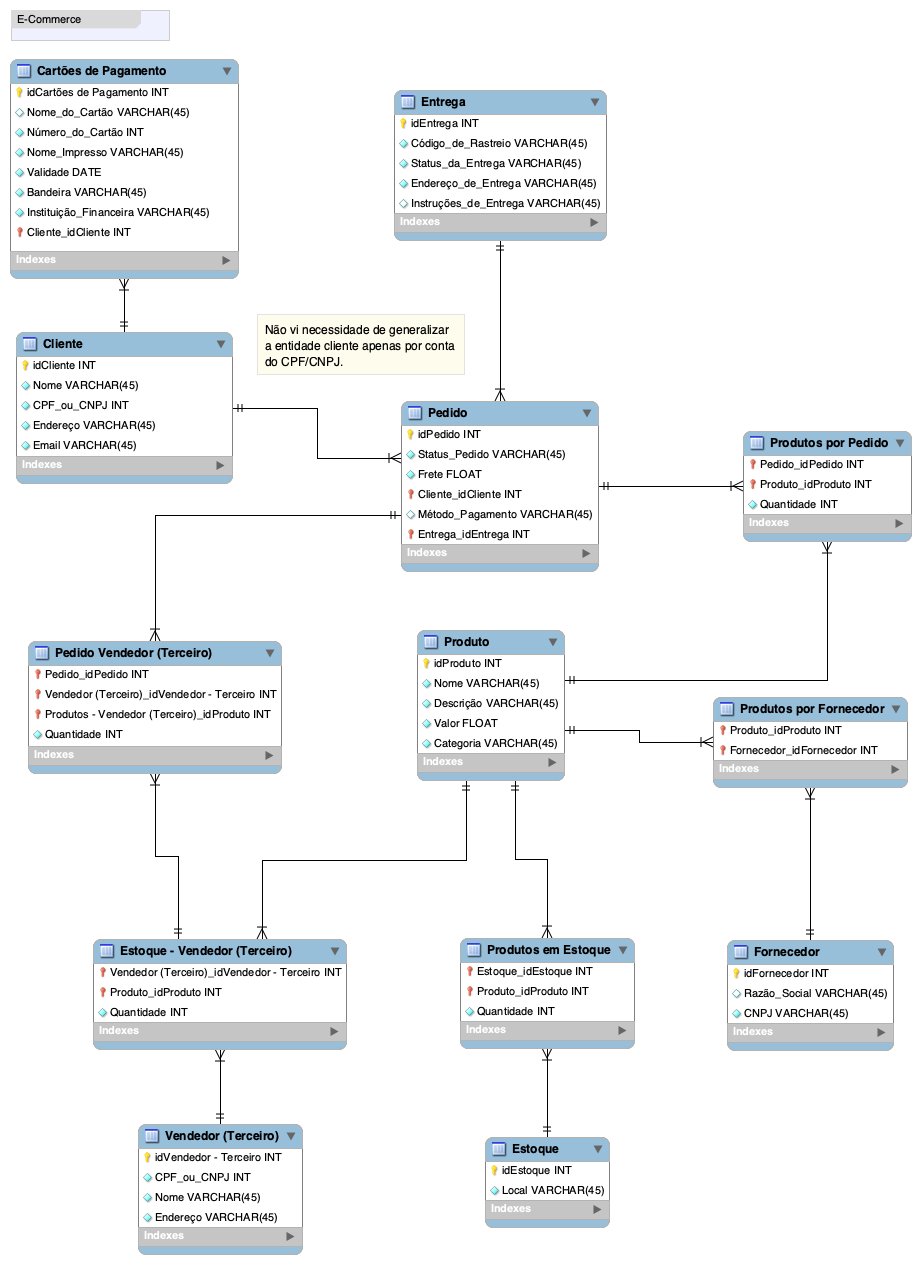 E-Commerce
Cartões de Pagamento
idCartões de Pagamento INT
Nome_do_Cartão VARCHAR(45)
Número_do_Cartão INT
Nome_Impresso VARCHAR(45)
Validade DATE
Bandeira VARCHAR(45)
Instituição_Financeira VARCHAR(45)
Cliente_idCliente INT
Indexes
Entrega
idEntrega INT
Código_de_Rastreio VARCHAR(45)
Status_da_Entrega VARCHAR(45)
Endereço_de_Entrega VARCHAR(45)
Instruções_de_Entrega VARCHAR(45)
Indexes
Não vi necessidade de generalizar
a entidade cliente apenas por conta
do CPF/CNPJ.
Cliente
idCliente INT
Nome VARCHAR(45)
CPF_ou_CNPJ INT
Endereço VARCHAR(45)
Email VARCHAR(45)
Indexes
Pedido
idPedido INT
Status_Pedido VARCHAR(45)
Frete FLOAT
Cliente_idCliente INT
Método_Pagamento VARCHAR(45)
Entrega_idEntrega INT
Indexes
Produtos por Pedido
Pedido_idPedido INT
Produto_idProduto INT
Quantidade INT
Indexes
Pedido Vendedor (Terceiro)
Pedido_idPedido INT
Vendedor (Terceiro)_idVendedor - Terceiro INT
Produtos - Vendedor (Terceiro)_idProduto INT
Quantidade INT
Indexes
Produto
idProduto INT
Nome VARCHAR(45)
Descrição VARCHAR(45)
Valor FLOAT
Categoria VARCHAR(45)
Indexes
Produtos por Fornecedor
Produto_idProduto INT
Fornecedor_idFornecedor INT
Indexes
Estoque - Vendedor (Terceiro)
Vendedor (Terceiro)_idVendedor - Terceiro INT
Produto_idProduto INT
Quantidade INT
Indexes
Produtos em Estoque
Estoque_idEstoque INT
Produto_idProduto INT
Quantidade INT
Indexes
Fornecedor
idFornecedor INT
Razão_Social VARCHAR(45)
CNPJ VARCHAR(45)
Indexes
Vendedor (Terceiro)
idVendedor - Terceiro INT
CPF_ou_CNPJ INT
Nome VARCHAR(45)
Endereço VARCHAR(45)
Indexes
Estoque
idEstoque INT
Local VARCHAR(45)
Indexes